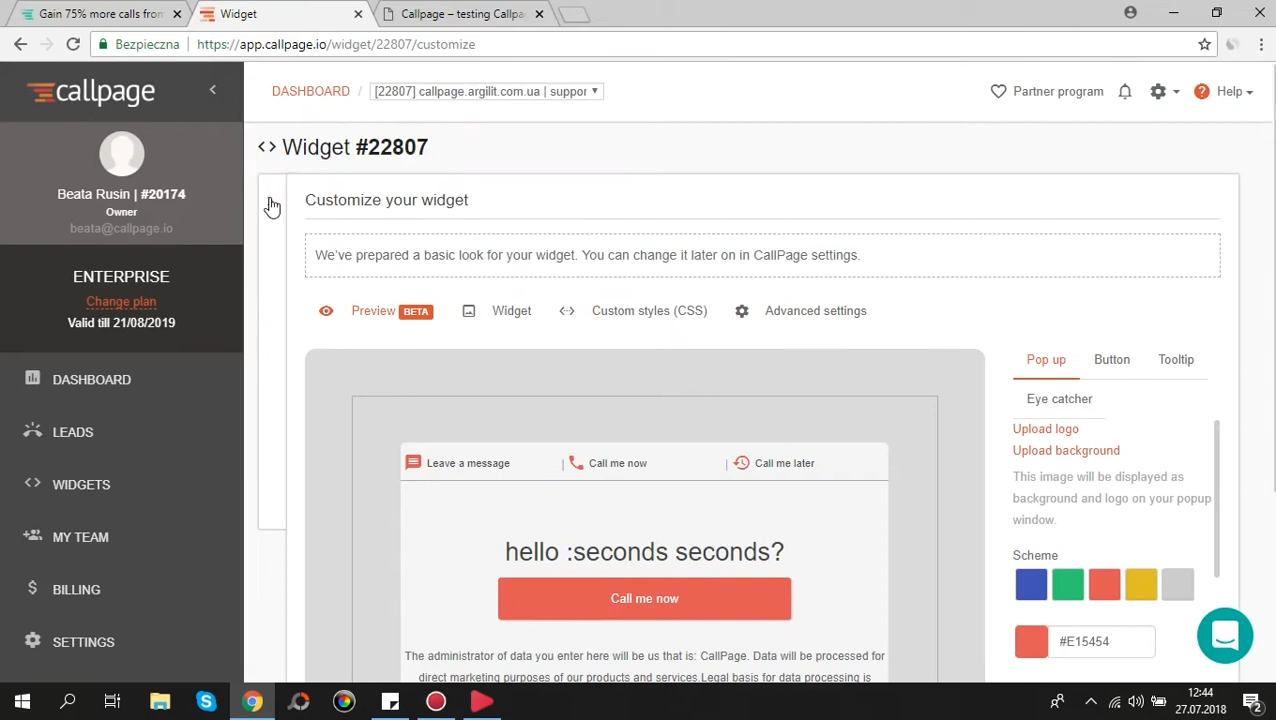 Gain 75% more calls from
Widget
Callpage – testing Callpa
Bezpieczna
https://app.callpage.io/widget/22807/customize
callpage
DASHBOARD / [22807] callpage.argilit.com.ua | suppor
Partner program
Help
Widget #22807
Beata Rusin | #20174
Owner
beata@callpage.io
ENTERPRISE
Change plan
Valid till 21/08/2019
DASHBOARD
LEADS
WIDGETS
MY TEAM
BILLING
SETTINGS
Customize your widget
We've prepared a basic look for your widget. You can change it later on in CallPage settings.
Preview BETA
Widget
Custom styles (CSS)
Advanced settings
Pop up
Button
Tooltip
Eye catcher
Upload logo
Upload background
This image will be displayed as
background and logo on your popup
window.
Scheme
#E15454
Leave a message
| Call me now
| Call me later
hello :seconds seconds?
Call me now
The administrator of data you enter here will be us that is: CallPage. Data will be processed for
direct marketing purposes of our products and services.Legal basis for data processing is
12:44
27.07.2018
2